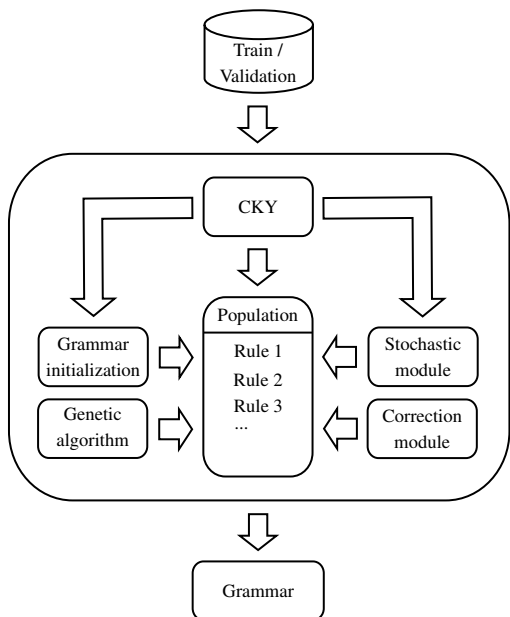 Train /
Validation
CKY
Population
Rule 1
Rule 2
Rule 3
...
Grammar
initialization
Genetic
algorithm
Stochastic
module
Correction
module
Grammar